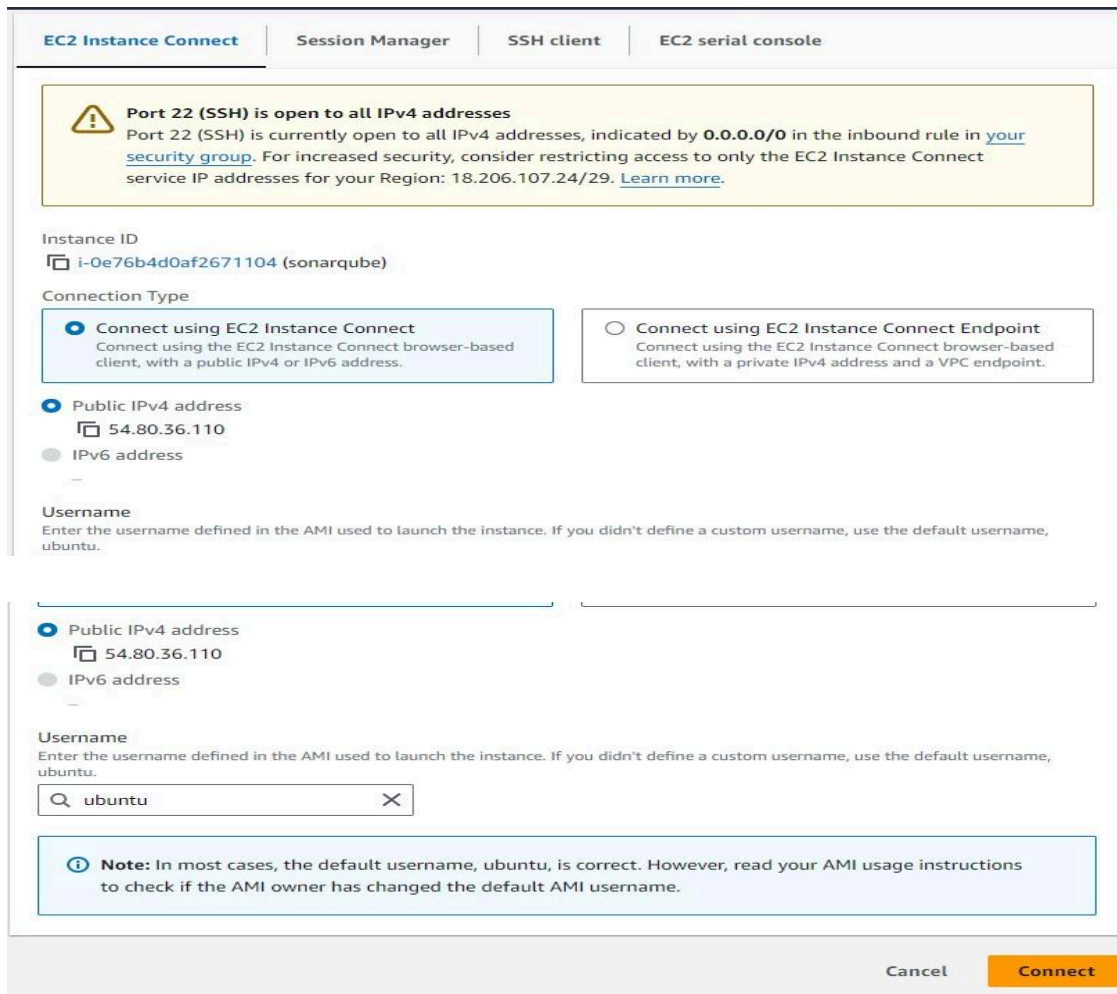 EC2 Instance Connect Session Manager SSH client EC2 serial console
Port 22 (SSH) is open to all IPv4 addresses
Port 22 (SSH) is currently open to all IPv4 addresses, indicated by 0.0.0.0/0 in the inbound rule in your
security group. For increased security, consider restricting access to only the EC2 Instance Connect
service IP addresses for your Region: 18.206.107.24/29. Learn more.
Instance ID
i-0e76b4d0af2671104 (sonarqube)
Connection Type
Connect using EC2 Instance Connect
Connect using the EC2 Instance Connect browser-based
client, with a public IPv4 or IPv6 address.
Connect using EC2 Instance Connect Endpoint
Connect using the EC2 Instance Connect browser-based
client, with a private IPv4 address and a VPC endpoint.
Public IPv4 address
54.80.36.110
IPv6 address
–
Username
Enter the username defined in the AMI used to launch the instance. If you didn't define a custom username, use the default username,
ubuntu.
Public IPv4 address
54.80.36.110
IPv6 address
–
Username
Enter the username defined in the AMI used to launch the instance. If you didn't define a custom username, use the default username,
ubuntu.
ubuntu
Note: In most cases, the default username, ubuntu, is correct. However, read your AMI usage instructions
to check if the AMI owner has changed the default AMI username.
Cancel Connect